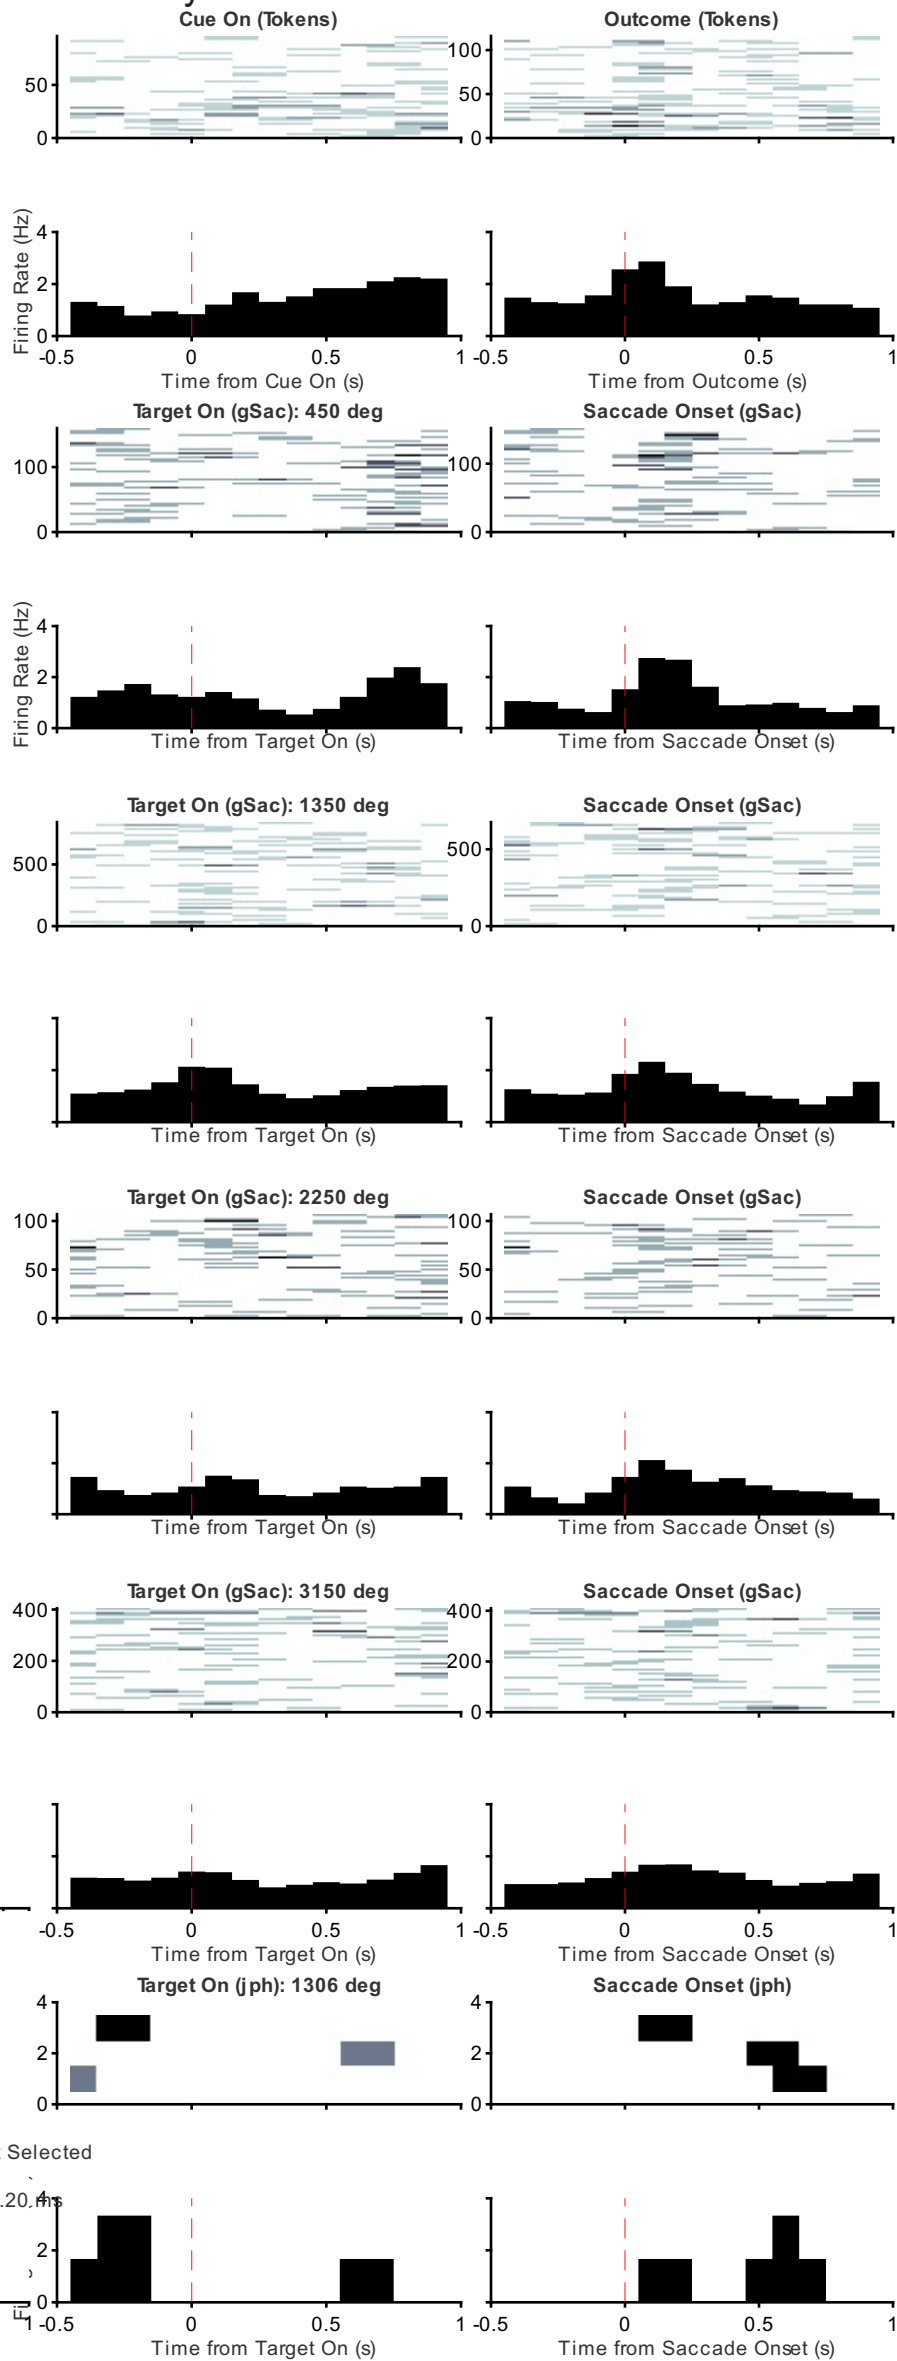 Cue On (Tokens) Outcome (Tokens)
50 100
0 50
0
Firing Rate (Hz)
4
2
0
-0.5 0 0.5 1 -0.5 0 0.5 1
Time from Cue On (s) Time from Outcome (s)
Target On (gSac): 450 deg Saccade Onset (gSac)
100 100
0 0
Firing Rate (Hz)
4
2
0
Time from Target On (s) Time from Saccade Onset (s)
Target On (gSac): 1350 deg Saccade Onset (gSac)
500 500
0 0
Time from Target On (s) Time from Saccade Onset (s)
Target On (gSac): 2250 deg Saccade Onset (gSac)
100 100
50 50
0 0
Time from Target On (s) Time from Saccade Onset (s)
Target On (gSac): 3150 deg Saccade Onset (gSac)
400 400
200 200
0 0
-0.5 0 0.5 1 -0.5 0 0.5 1
Time from Target On (s) Time from Saccade Onset (s)
Target On (jph): 1306 deg Saccade Onset (jph)
4 4
2 2
0 0
Selected
.20 ms
4 4
2 2
0 0
-0.5 0 0.5 1 -0.5 0 0.5 1
Time from Target On (s) Time from Saccade Onset (s)